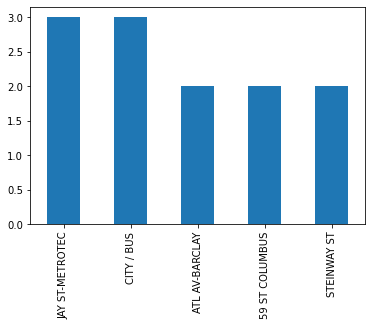 3.0
2.5
2.0
1.5
1.0
0.5
0.0
JAY ST-METROTEC
CITY / BUS
ATL AV-BARCLAY
59 ST COLUMBUS
STEINWAY ST